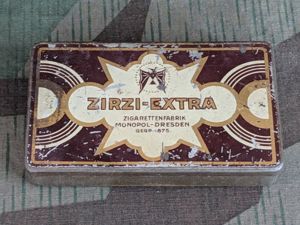 ZIRZI-EXTRA
ZIGARETTENFABRIK
MONOPOL-DRESDEN
GEGR·1875